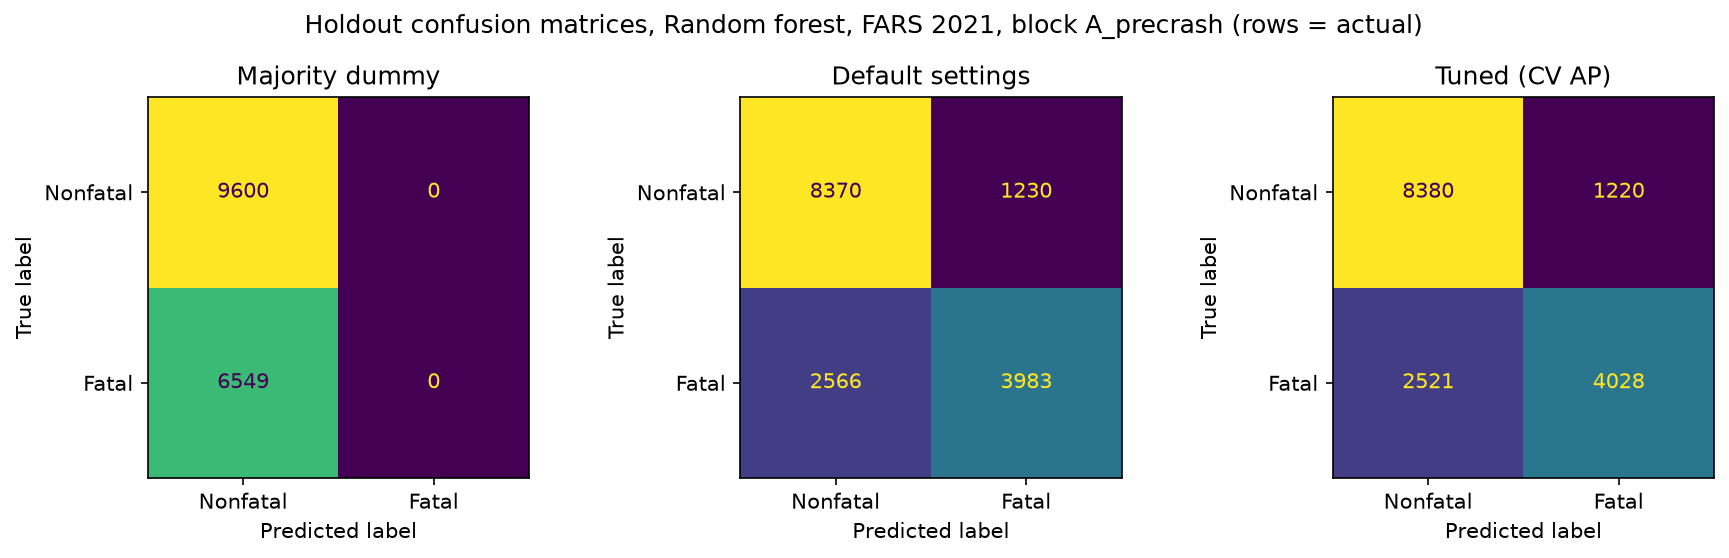 Holdout confusion matrices, Random forest, FARS 2021, block A_precrash (rows = actual)
Majority dummy
True label
Nonfatal
Fatal
9600
0
6549
0
Nonfatal
Fatal
Predicted label
Default settings
True label
Nonfatal
Fatal
8370
1230
2566
3983
Nonfatal
Fatal
Predicted label
Tuned (CV AP)
True label
Nonfatal
Fatal
8380
1220
2521
4028
Nonfatal
Fatal
Predicted label